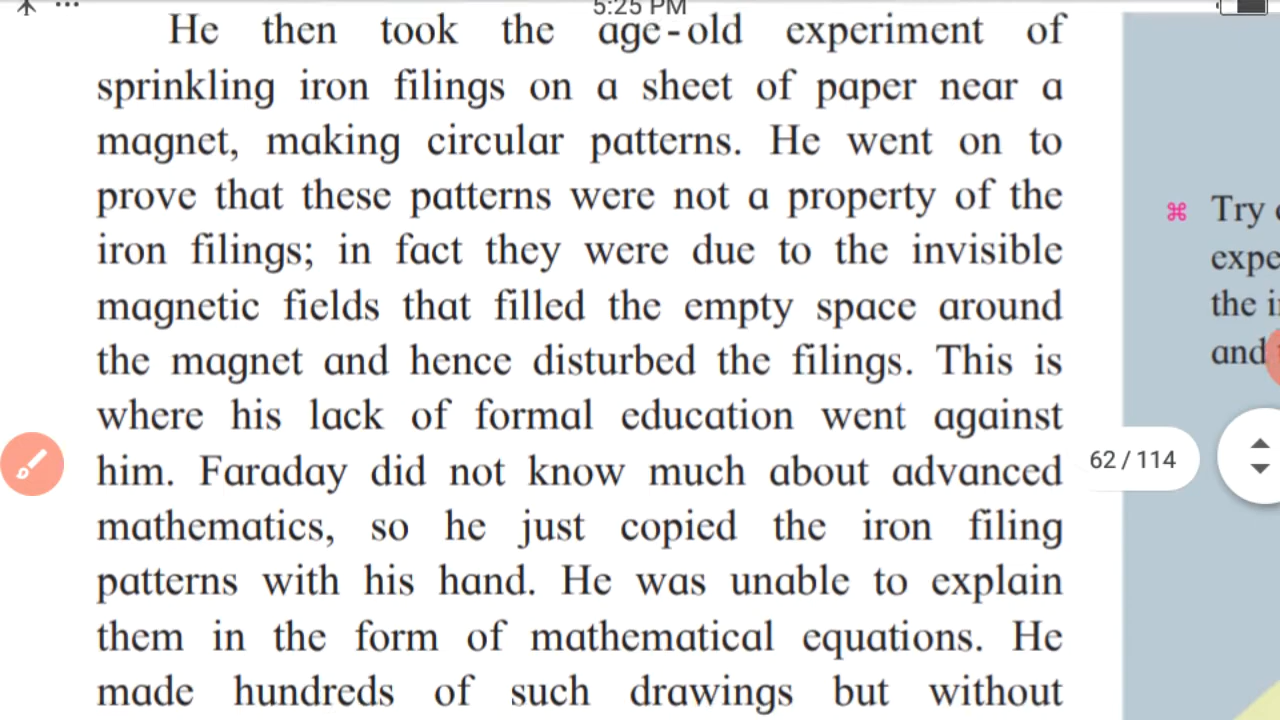 5:25 PM
He then took the age-old experiment of
sprinkling iron filings on a sheet of paper near a
magnet, making circular patterns. He went on to
prove that these patterns were not a property of the
iron filings; in fact they were due to the invisible
magnetic fields that filled the empty space around
the magnet and hence disturbed the filings. This is
where his lack of formal education went against
him. Faraday did not know much about advanced
mathematics, so he just copied the iron filing
patterns with his hand. He was unable to explain
them in the form of mathematical equations. He
made hundreds of such drawings but without
⌘ Try
the
and
62 / 114